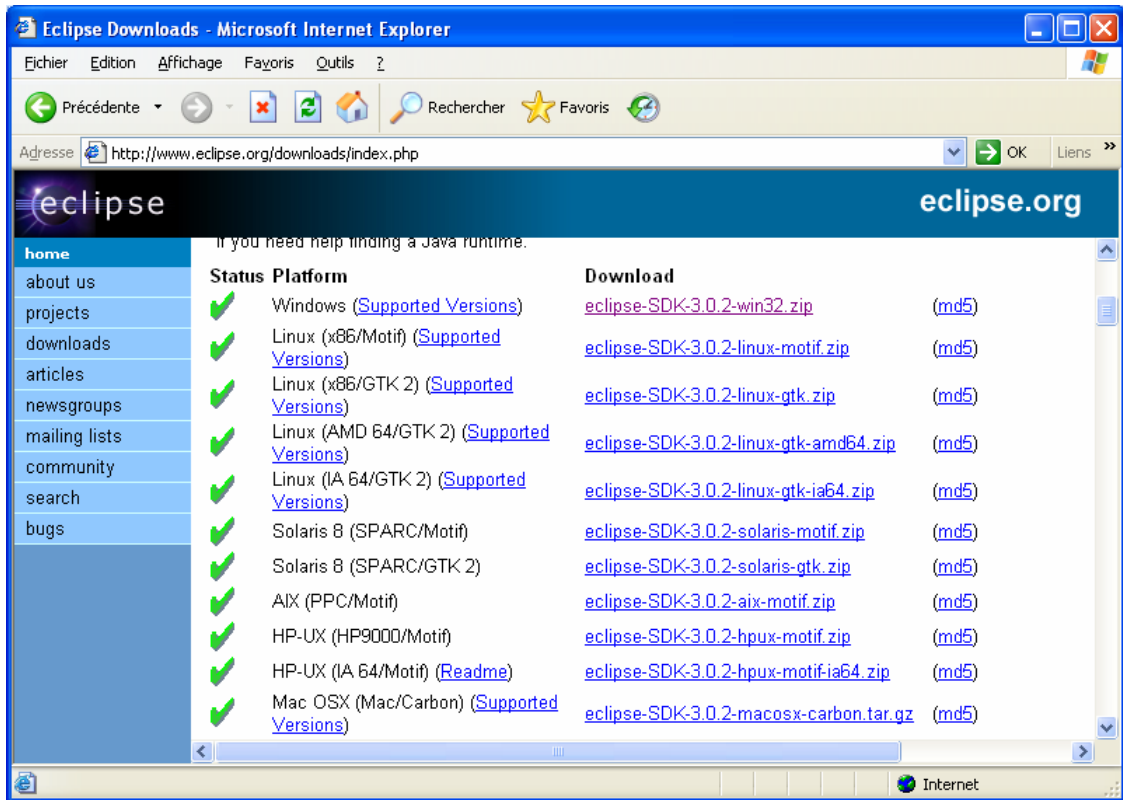 Eclipse Downloads - Microsoft Internet Explorer
Fichier Edition Affichage Favoris Outils ?
Précédente Rechercher Favoris
Adresse http://www.eclipse.org/downloads/index.php OK Liens »
eclipse eclipse.org
home
about us
projects
downloads
articles
newsgroups
mailing lists
community
search
bugs
if you need help finding a Java runtime.
Status Platform Download
Windows (Supported Versions) eclipse-SDK-3.0.2-win32.zip (md5)
Linux (x86/Motif) (Supported
Versions) eclipse-SDK-3.0.2-linux-motif.zip (md5)
Linux (x86/GTK 2) (Supported
Versions) eclipse-SDK-3.0.2-linux-gtk.zip (md5)
Linux (AMD 64/GTK 2) (Supported
Versions) eclipse-SDK-3.0.2-linux-gtk-amd64.zip (md5)
Linux (IA 64/GTK 2) (Supported
Versions) eclipse-SDK-3.0.2-linux-gtk-ia64.zip (md5)
Solaris 8 (SPARC/Motif) eclipse-SDK-3.0.2-solaris-motif.zip (md5)
Solaris 8 (SPARC/GTK 2) eclipse-SDK-3.0.2-solaris-gtk.zip (md5)
AIX (PPC/Motif) eclipse-SDK-3.0.2-aix-motif.zip (md5)
HP-UX (HP9000/Motif) eclipse-SDK-3.0.2-hpux-motif.zip (md5)
HP-UX (IA 64/Motif) (Readme) eclipse-SDK-3.0.2-hpux-motif-ia64.zip (md5)
Mac OSX (Mac/Carbon) (Supported
Versions) eclipse-SDK-3.0.2-macosx-carbon.tar.gz (md5)
Internet